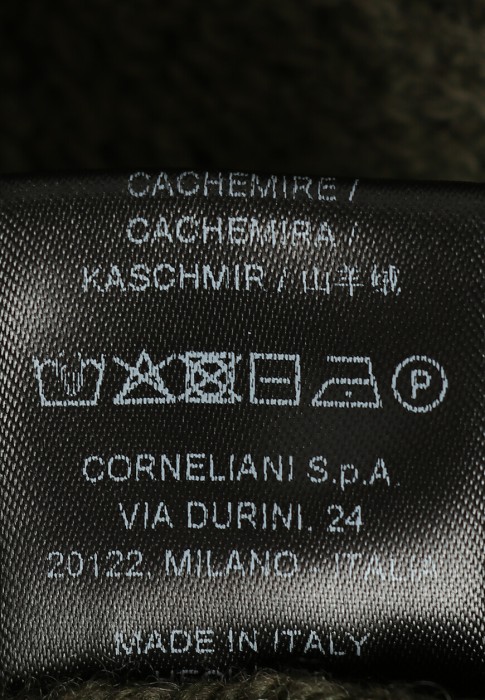 CACHEMIRE /
CACHEMIRA /
KASCHMIR / 山羊绒
P
CORNELIANI S.p.A.
VIA DURINI, 24
20122, MILANO, ITALIA
MADE IN ITALY